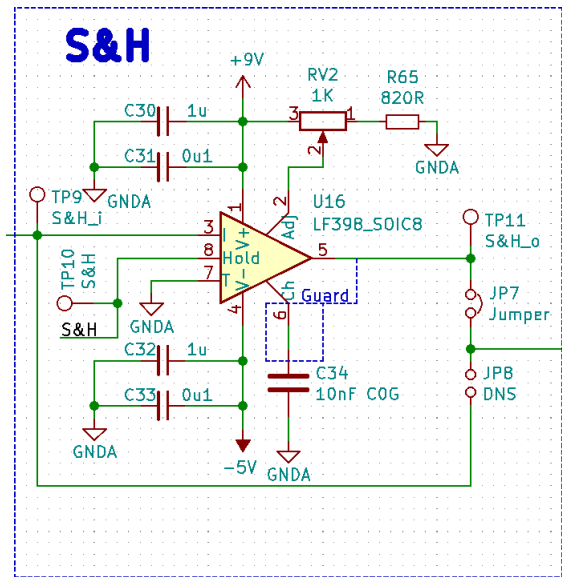 S&H
+9V
RV2
1K
R65
820R
C30
1u
3
1
2
C31
0u1
GNDA
GNDA
TP9
S&H_i
1
2
U16
LF398_SOIC8
TP11
S&H_o
3
I
V+
Adj
5
8
Hold
TP10
S&H
7
T
V-
Ch
4
6
Guard
JP7
Jumper
GNDA
S&H
C32
1u
C34
10nF C0G
JP8
DNS
C33
0u1
GNDA
-5V
GNDA